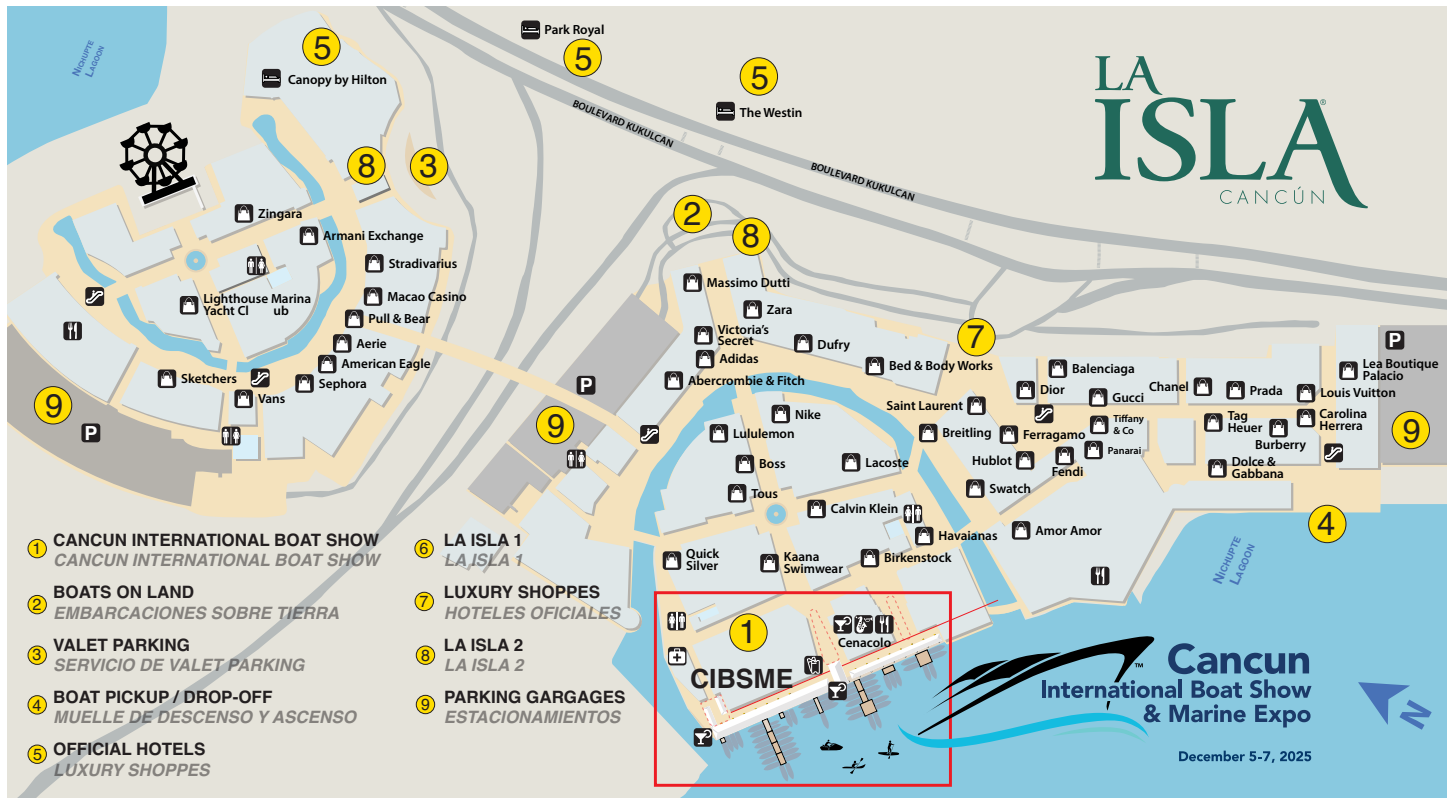 NICHUPTE
LAGOON
5
Canopy by Hilton
Park Royal
5
5
The Westin
BOULEVARD KUKULCAN
BOULEVARD KUKULCAN
LA
ISLA®
CANCÚN
8
3
Zingara
Armani Exchange
Stradivarius
Lighthouse Marina
Yacht Cl ub
Macao Casino
Pull & Bear
Aerie
American Eagle
Sketchers
Sephora
Vans
9
P
2
8
Massimo Dutti
Zara
Victoria's
Secret
Dufry
Adidas
Bed & Body Works
Abercrombie & Fitch
P
9
7
Nike
Lululemon
Boss
Lacoste
Tous
Calvin Klein
Saint Laurent
Breitling
Hublot
Swatch
Havaianas
Amor Amor
Quick
Silver
Kaana
Swimwear
Birkenstock
Balenciaga
Dior
Gucci
Ferragamo
Tiffany
& Co
Panarai
Fendi
Chanel
Prada
Tag
Heuer
Burberry
Dolce &
Gabbana
P
Lea Boutique
Palacio
Louis Vuitton
Carolina
Herrera
9
4
NICHUPTE
LAGOON
1 CANCUN INTERNATIONAL BOAT SHOW
CANCUN INTERNATIONAL BOAT SHOW
2 BOATS ON LAND
EMBARCACIONES SOBRE TIERRA
3 VALET PARKING
SERVICIO DE VALET PARKING
4 BOAT PICKUP / DROP-OFF
MUELLE DE DESCENSO Y ASCENSO
5 OFFICIAL HOTELS
LUXURY SHOPPES
6 LA ISLA 1
LA ISLA 1
7 LUXURY SHOPPES
HOTELES OFICIALES
8 LA ISLA 2
LA ISLA 2
9 PARKING GARGAGES
ESTACIONAMIENTOS
1
CIBSME
Cenacolo
™
Cancun
International Boat Show
& Marine Expo
December 5-7, 2025
N